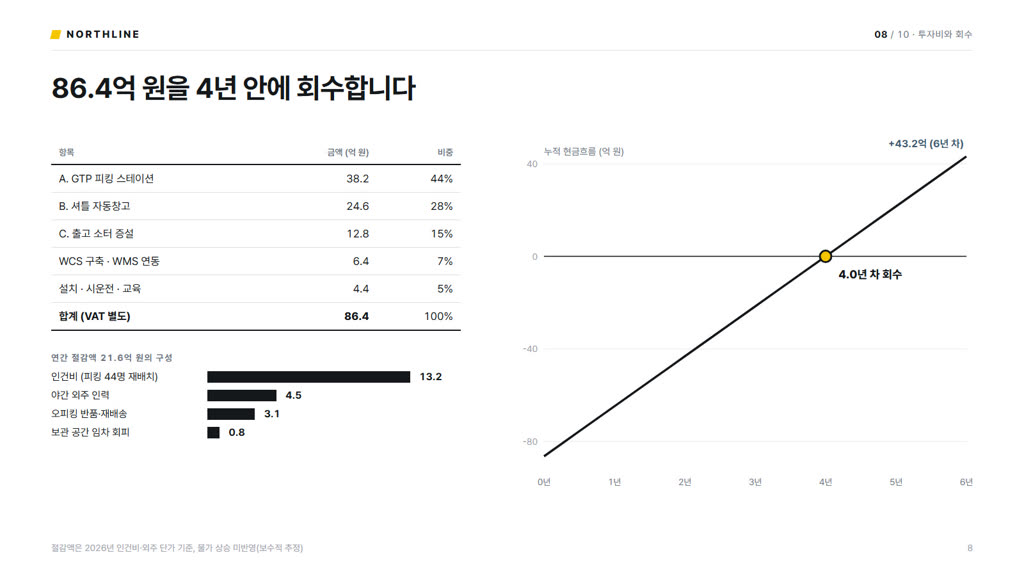 NORTHLINE
08 / 10 · 투자비와 회수
86.4억 원을 4년 안에 회수합니다
항목 금액 (억 원) 비중
A. GTP 피킹 스테이션 38.2 44%
B. 셔틀 자동창고 24.6 28%
C. 출고 소터 증설 12.8 15%
WCS 구축 · WMS 연동 6.4 7%
설치 · 시운전 · 교육 4.4 5%
합계 (VAT 별도) 86.4 100%
연간 절감액 21.6억 원의 구성
인건비 (피킹 44명 재배치) 13.2
야간 외주 인력 4.5
오피킹 반품·재배송 3.1
보관 공간 임차 회피 0.8
누적 현금흐름 (억 원)
+43.2억 (6년 차)
40
0
4.0년 차 회수
-40
-80
0년 1년 2년 3년 4년 5년 6년
절감액은 2026년 인건비·외주 단가 기준, 물가 상승 미반영(보수적 추정)
8